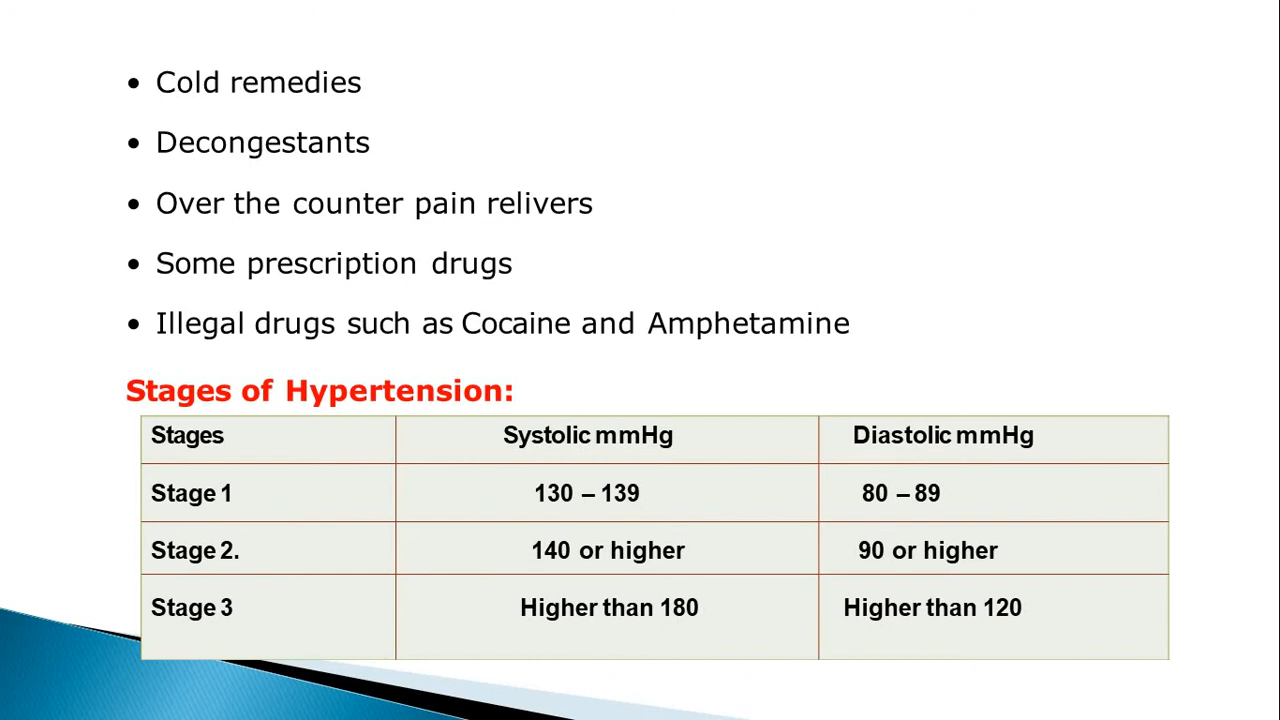 • Cold remedies
• Decongestants
• Over the counter pain relivers
• Some prescription drugs
• Illegal drugs such as Cocaine and Amphetamine
Stages of Hypertension:
Stages Systolic mmHg Diastolic mmHg
Stage 1 130 – 139 80 – 89
Stage 2. 140 or higher 90 or higher
Stage 3 Higher than 180 Higher than 120